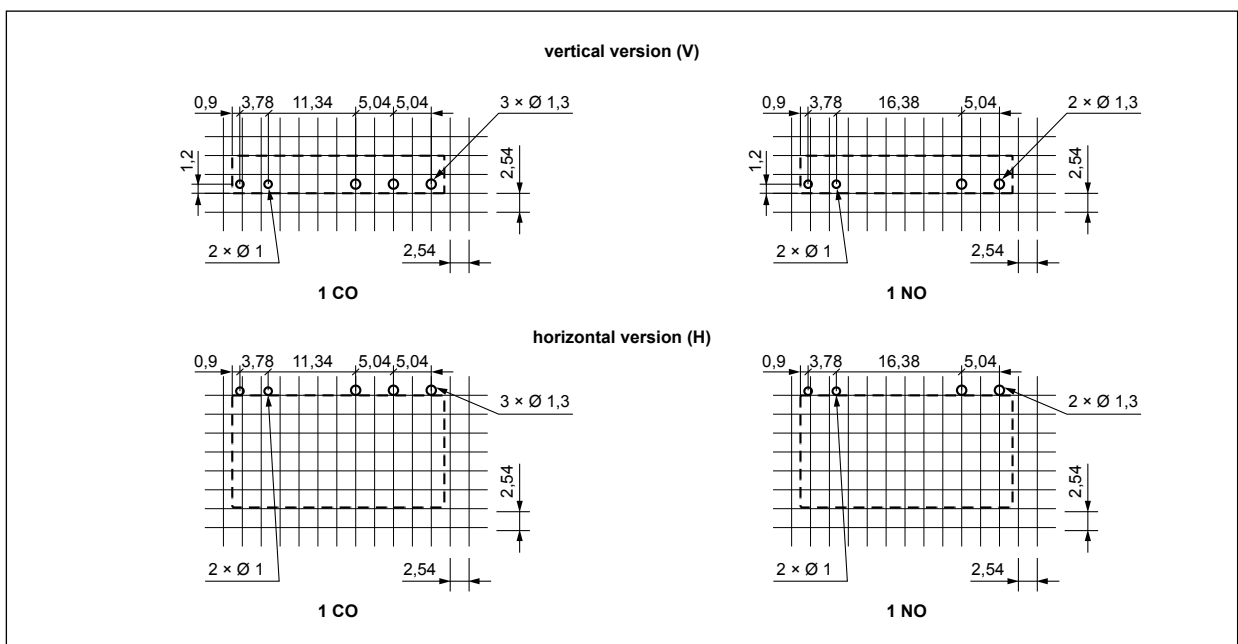 vertical version (V)
0,9 3,78 11,34 5,04 5,04 3 × Ø 1,3
1,2
2,54
2 × Ø 1 2,54
1 CO
0,9 3,78 16,38 5,04 2 × Ø 1,3
1,2
2,54
2 × Ø 1 2,54
1 NO
horizontal version (H)
0,9 3,78 11,34 5,04 5,04
3 × Ø 1,3
2,54
2 × Ø 1 2,54
1 CO
0,9 3,78 16,38 5,04
2 × Ø 1,3
2,54
2 × Ø 1 2,54
1 NO